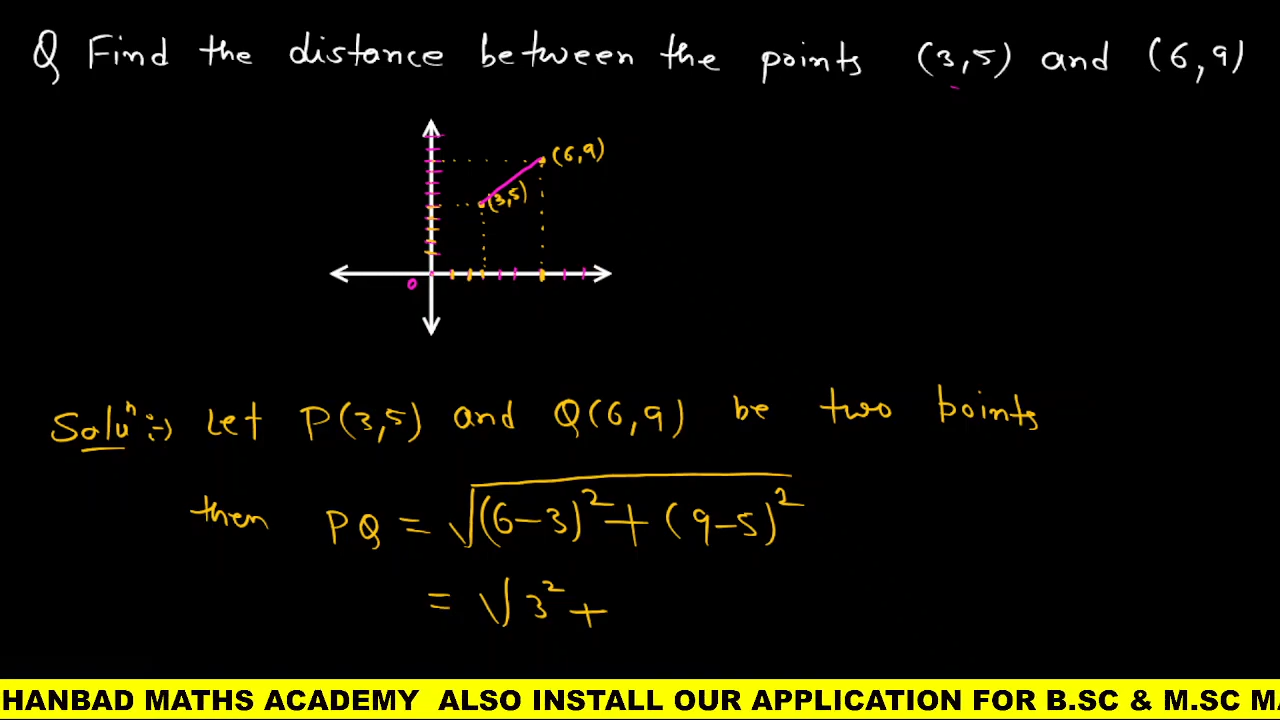 Q Find the distance between the points (3,5) and (6,9)
(6,9)
(3,5)
0
Soluⁿ :-) Let P(3,5) and Q(6,9) be two points
then PQ = √(6-3)² + (9-5)²
= √3² +
HANBAD MATHS ACADEMY ALSO INSTALL OUR APPLICATION FOR B.SC & M.SC